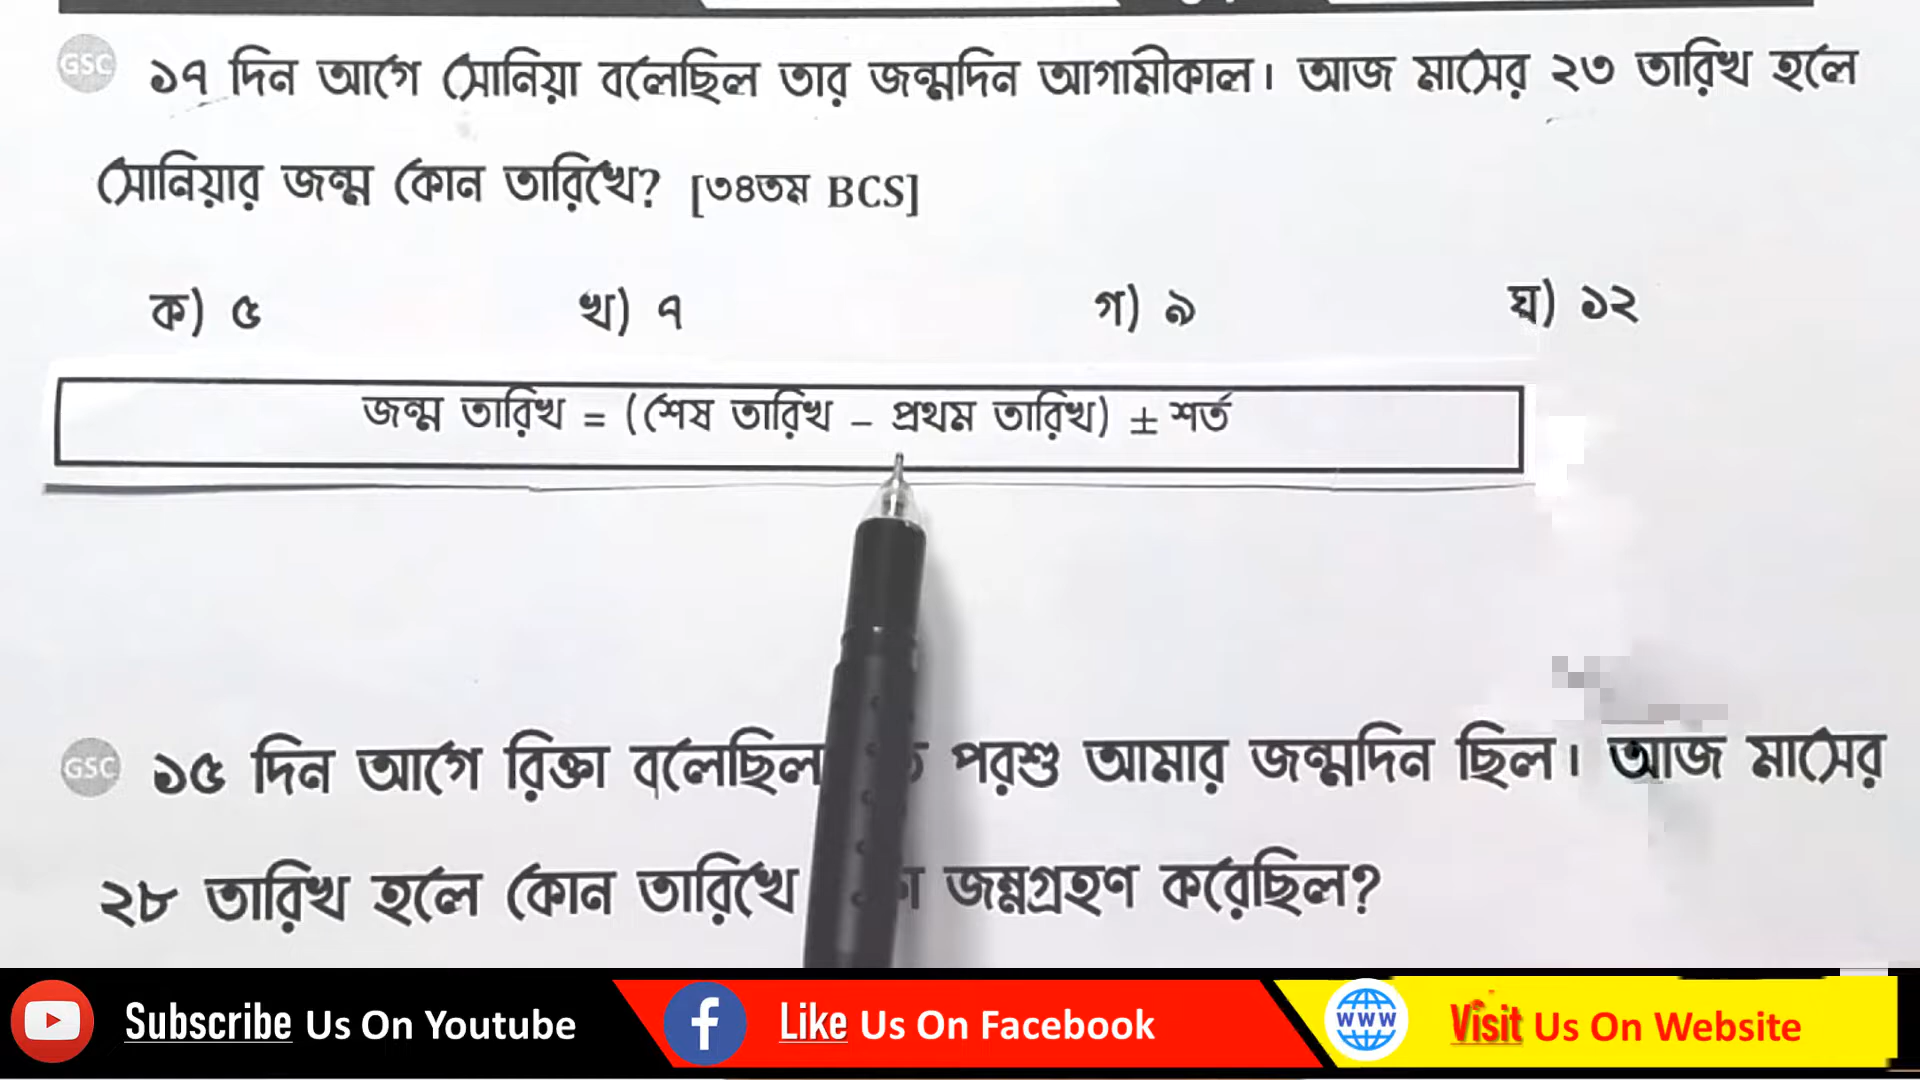 GSC ১৭ দিন আগে সোনিয়া বলেছিল তার জন্মদিন আগামীকাল। আজ মাসের ২৩ তারিখ হলে
সোনিয়ার জন্ম কোন তারিখে? [৩৪তম BCS]
ক) ৫ খ) ৭ গ) ৯ ঘ) ১২
জন্ম তারিখ = (শেষ তারিখ – প্রথম তারিখ) ± শর্ত
GSC ১৫ দিন আগে রিক্তা বলেছিল পরশু আমার জন্মদিন ছিল। আজ মাসের
২৮ তারিখ হলে কোন তারিখে জন্মগ্রহণ করেছিল?
Subscribe Us On Youtube Like Us On Facebook www Visit Us On Website